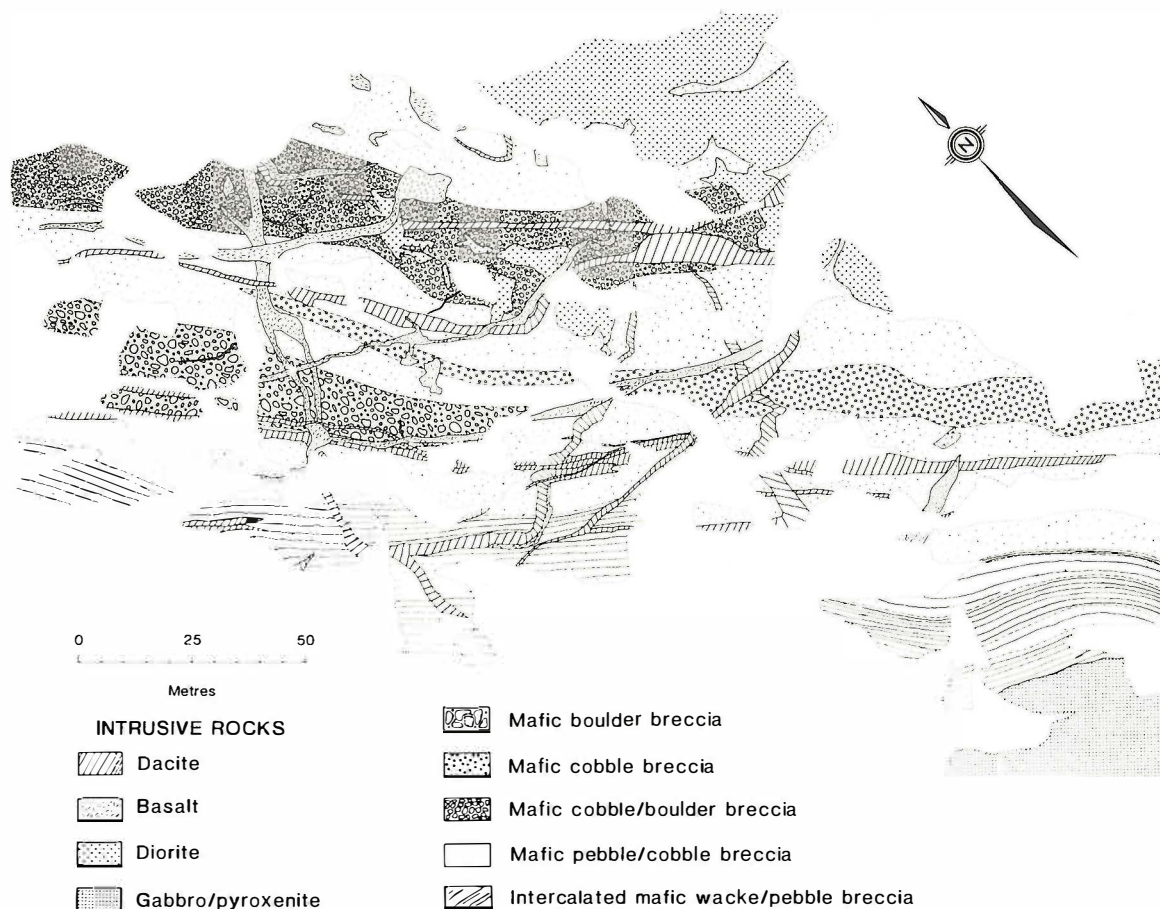 N
0 25 50
Metres
INTRUSIVE ROCKS
Dacite
Basalt
Diorite
Gabbro/pyroxenite
Mafic boulder breccia
Mafic cobble breccia
Mafic cobble/boulder breccia
Mafic pebble/cobble breccia
Intercalated mafic wacke/pebble breccia